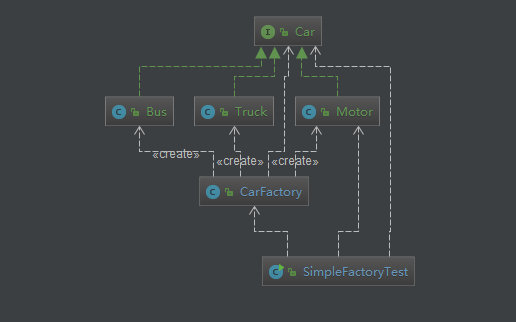 I Car
C Bus
C Truck
C Motor
«create»
«create»
«create»
C CarFactory
C SimpleFactoryTest